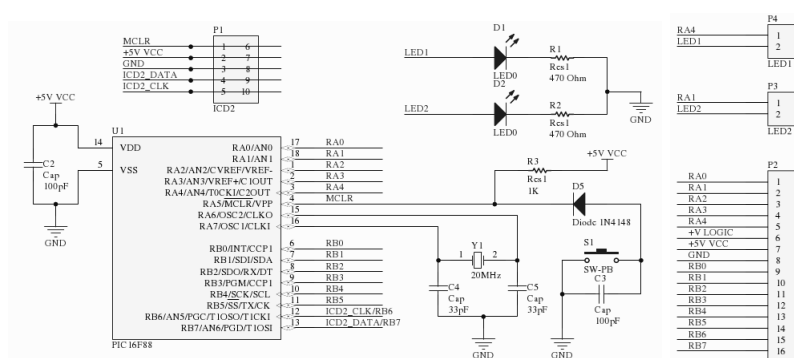 P1
MCLR 1 6
+5V VCC 2 7
GND 3 8
ICD2_DATA 4 9
ICD2_CLK 5 10
ICD2
D1
LED1
LED0
R1
Res1
470 Ohm
D2
LED2
LED0
R2
Res1
470 Ohm
GND
P4
RA4 1
LED1 2
LED1
P3
RA1 1
LED2 2
LED2
+5V VCC
C2
Cap
100pF
GND
U1
14 VDD
5 VSS
RA0/AN0 17 RA0
RA1/AN1 18 RA1
RA2/AN2/CVREF/VREF- 1 RA2
RA3/AN3/VREF+/C1OUT 2 RA3
RA4/AN4/T0CKI/C2OUT 3 RA4
RA5/MCLR/VPP 4 MCLR
RA6/OSC2/CLKO 15
RA7/OSC1/CLKI 16
RB0/INT/CCP1 6 RB0
RB1/SDI/SDA 7 RB1
RB2/SDO/RX/DT 8 RB2
RB3/PGM/CCP1 9 RB3
RB4/SCK/SCL 10 RB4
RB5/SS/TX/CK 11 RB5
RB6/AN5/PGC/T1OSO/T1CKI 12 ICD2_CLK/RB6
RB7/AN6/PGD/T1OSI 13 ICD2_DATA/RB7
PIC16F88
R3
Res1
1K
+5V VCC
D5
Diode 1N4148
Y1
1 2
20MHz
C4
Cap
33pF
C5
Cap
33pF
GND
S1
SW-PB
C3
Cap
100pF
GND
P2
RA0 1
RA1 2
RA2 3
RA3 4
RA4 5
+V LOGIC 6
+5V VCC 7
GND 8
RB0 9
RB1 10
RB2 11
RB3 12
RB4 13
RB5 14
RB6 15
RB7 16